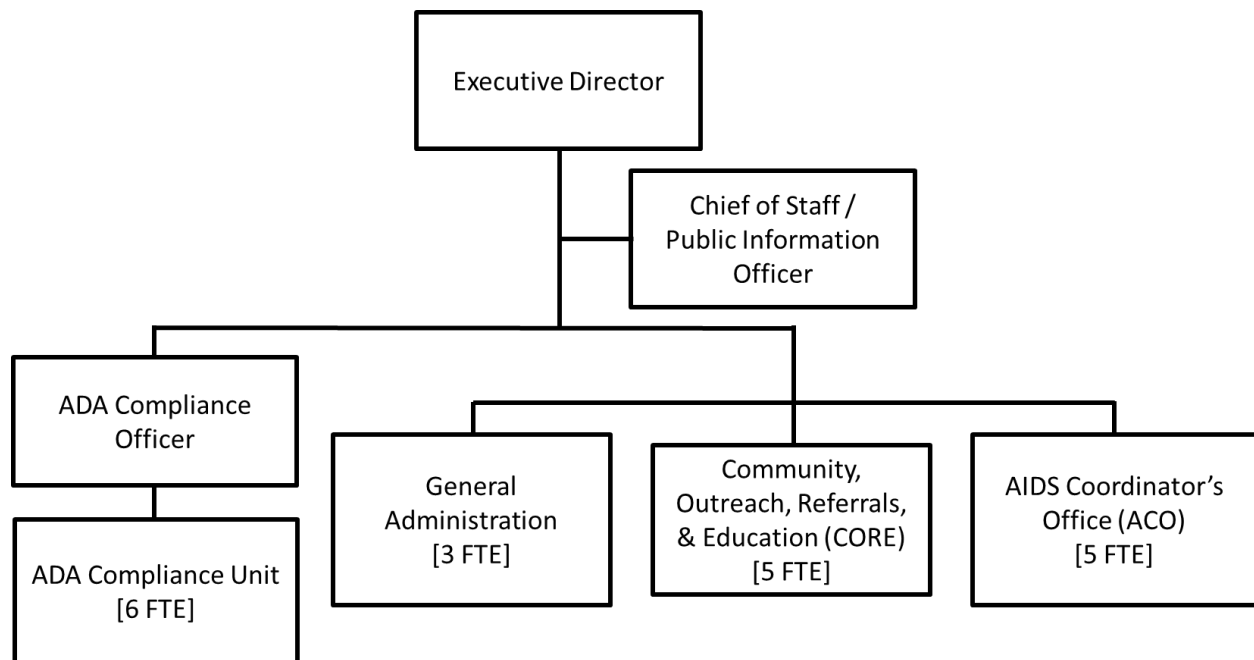 Executive Director
Chief of Staff /
Public Information
Officer
ADA Compliance
Officer
ADA Compliance Unit
[6 FTE]
General
Administration
[3 FTE]
Community,
Outreach, Referrals,
& Education (CORE)
[5 FTE]
AIDS Coordinator’s
Office (ACO)
[5 FTE]